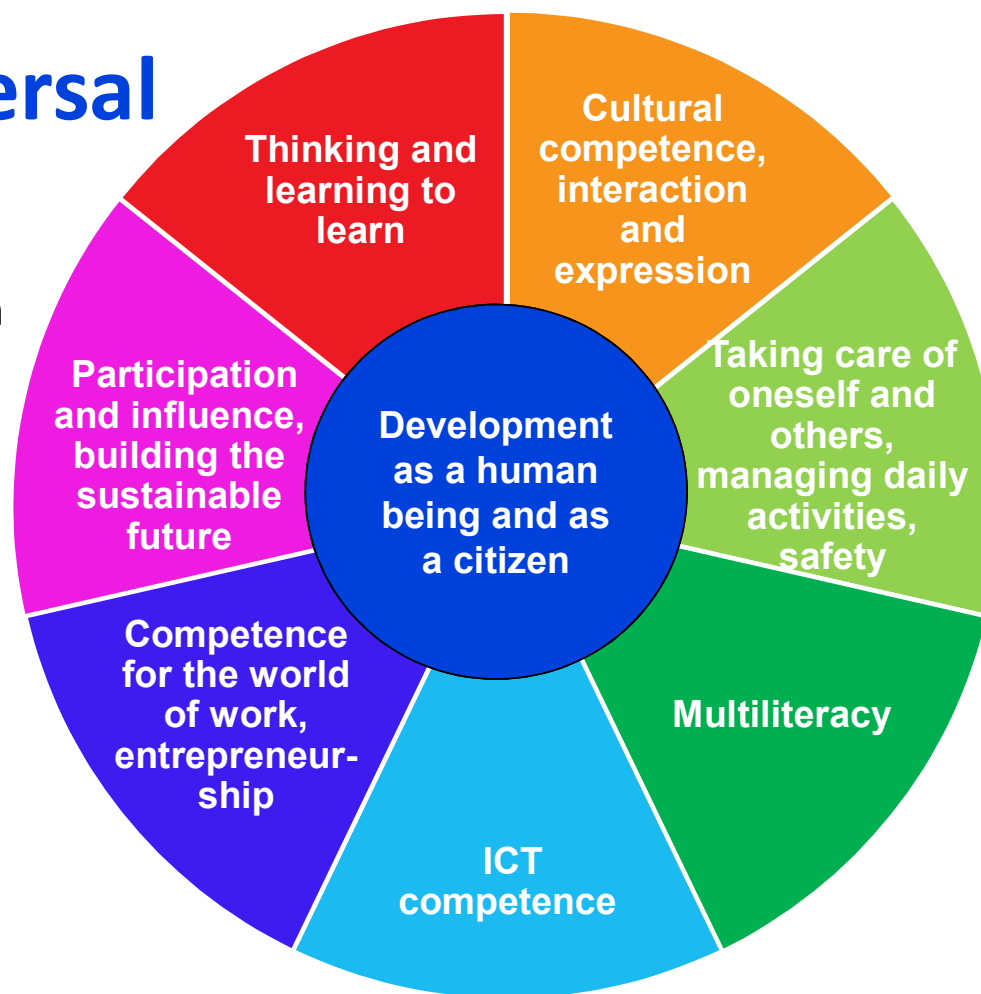 ersal
Thinking and
learning to
learn
Cultural
competence,
interaction
and
expression
Taking care of
oneself and
others,
managing daily
activities,
safety
Multiliteracy
ICT
competence
Competence
for the world
of work,
entrepreneur-
ship
Participation
and influence,
building the
sustainable
future
Development
as a human
being and as
a citizen